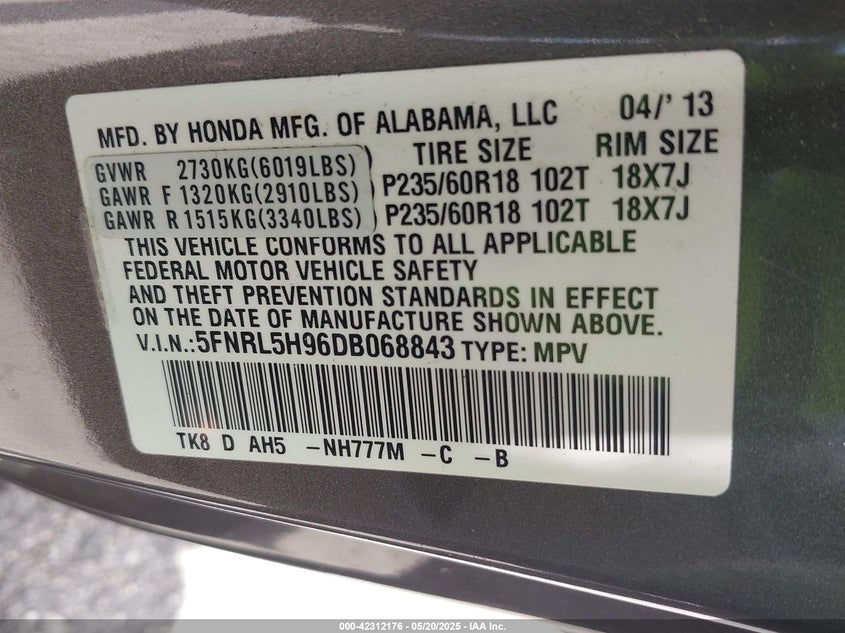 MFD. BY HONDA MFG. OF ALABAMA, LLC 04/' 13
TIRE SIZE RIM SIZE
GVWR 2730KG(6019LBS)
GAWR F 1320KG(2910LBS) P235/60R18 102T 18X7J
GAWR R 1515KG(3340LBS) P235/60R18 102T 18X7J
THIS VEHICLE CONFORMS TO ALL APPLICABLE
FEDERAL MOTOR VEHICLE SAFETY
AND THEFT PREVENTION STANDARDS IN EFFECT
ON THE DATE OF MANUFACTURE SHOWN ABOVE.
V.I.N.:5FNRL5H96DB068843 TYPE: MPV
TK8 D AH5 –NH777M –C –B
000-42312176 — 05/20/2025 — IAA Inc.